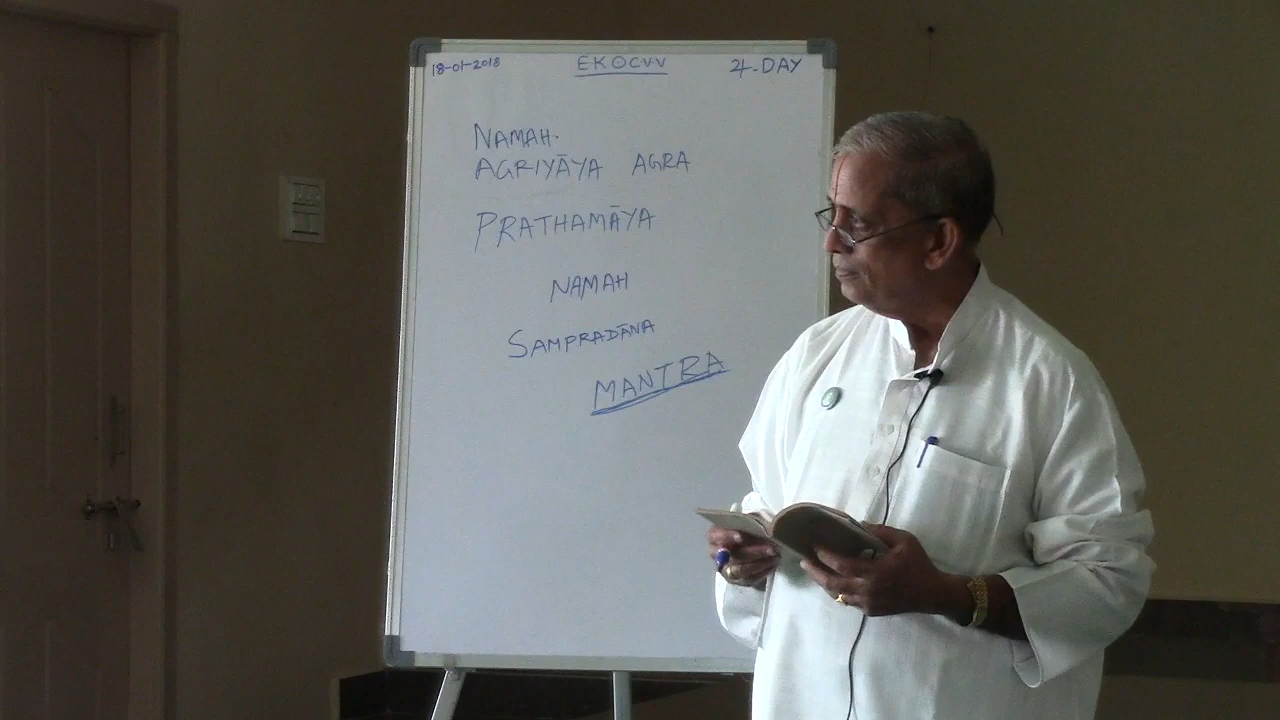 18-01-2018 EKOCVV 4-DAY
NAMAH.
AGRIYĀYA AGRA
PRATHAMĀYA
NAMAH
SAMPRADĀNA
MANTRA